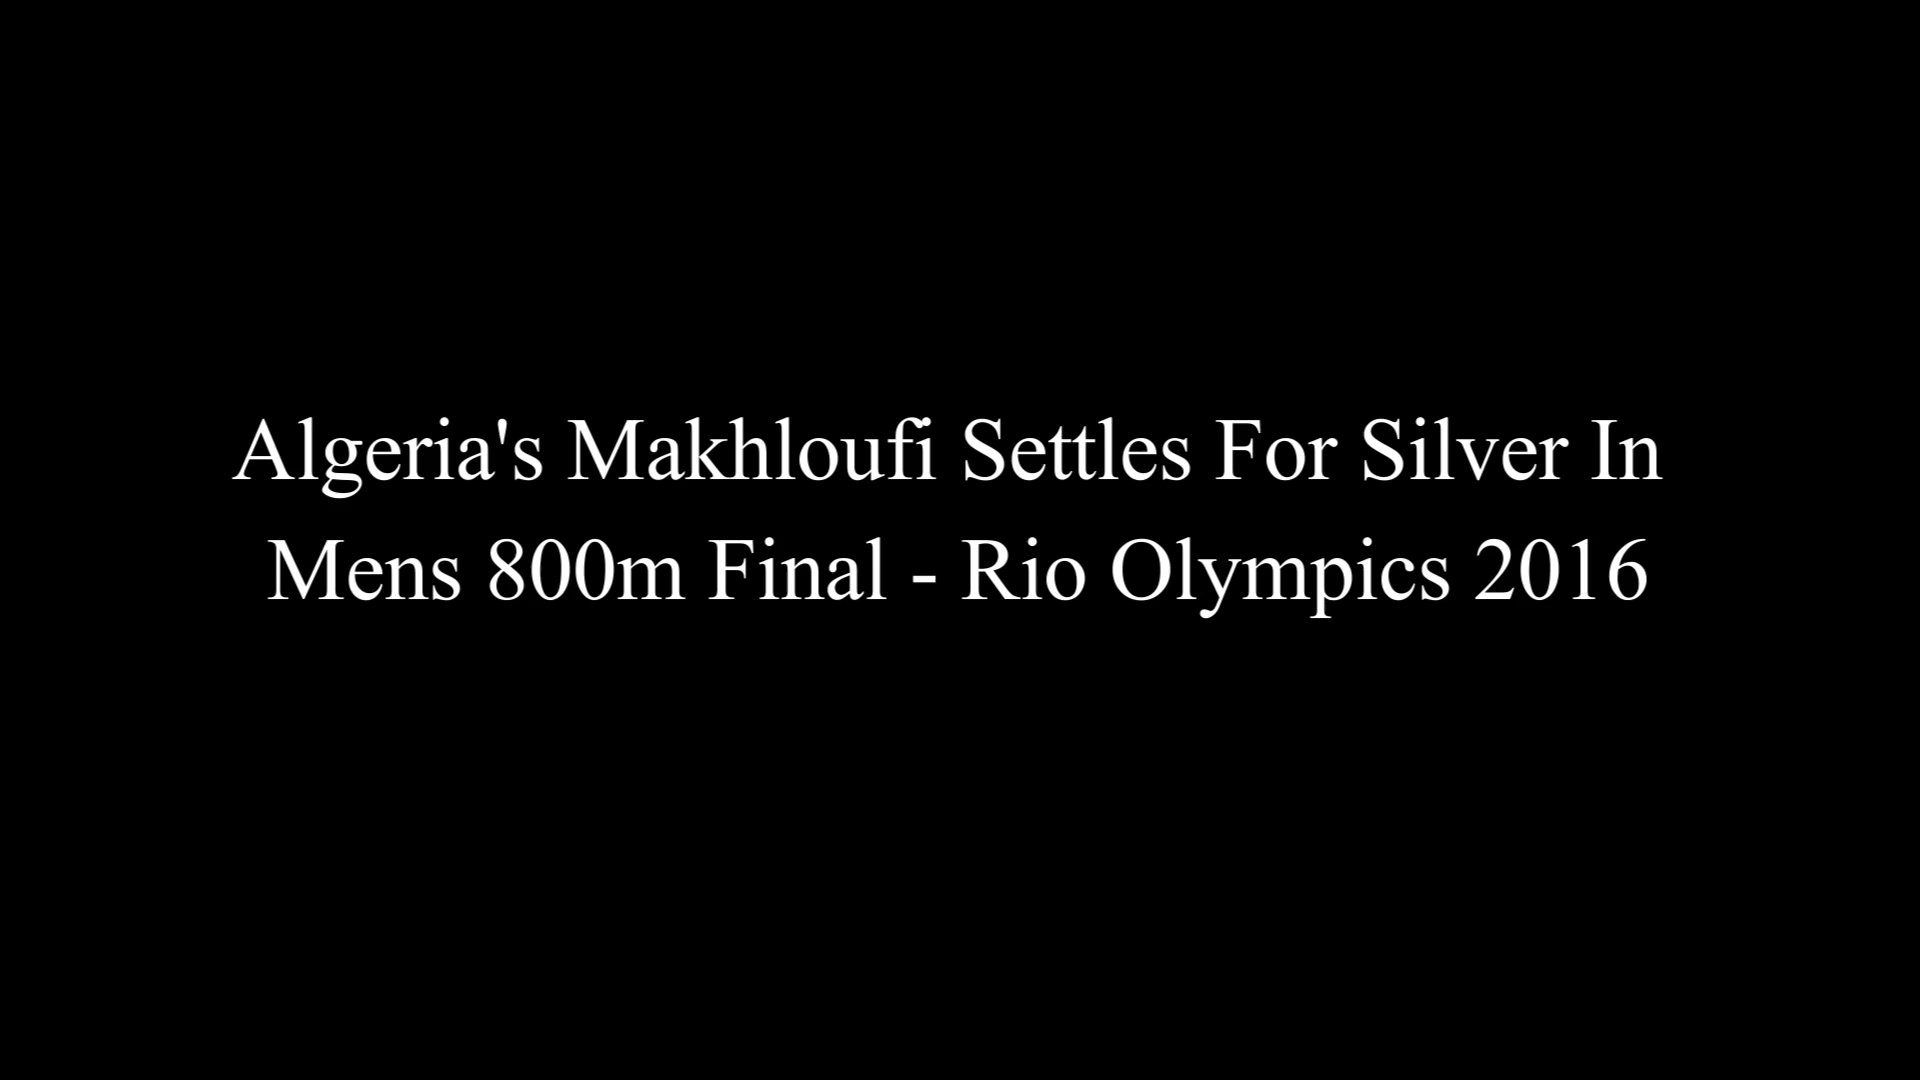 Algeria's Makhloufi Settles For Silver In
Mens 800m Final - Rio Olympics 2016